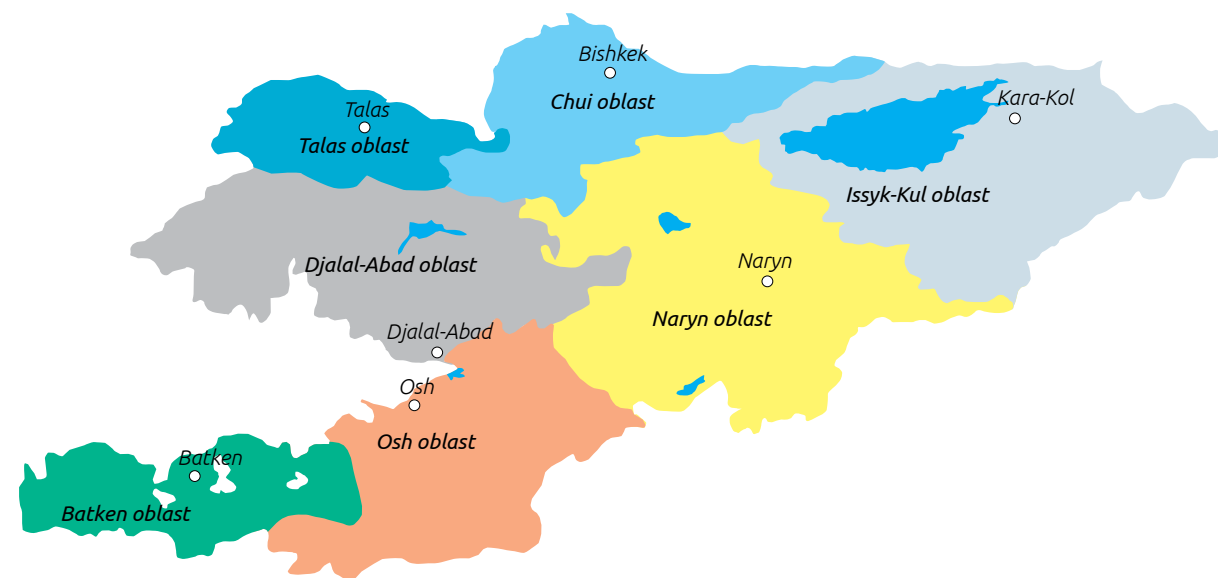 Bishkek
Chui oblast
Kara-Kol
Talas
Talas oblast
Issyk-Kul oblast
Djalal-Abad oblast
Naryn
Naryn oblast
Djalal-Abad
Osh
Osh oblast
Batken
Batken oblast